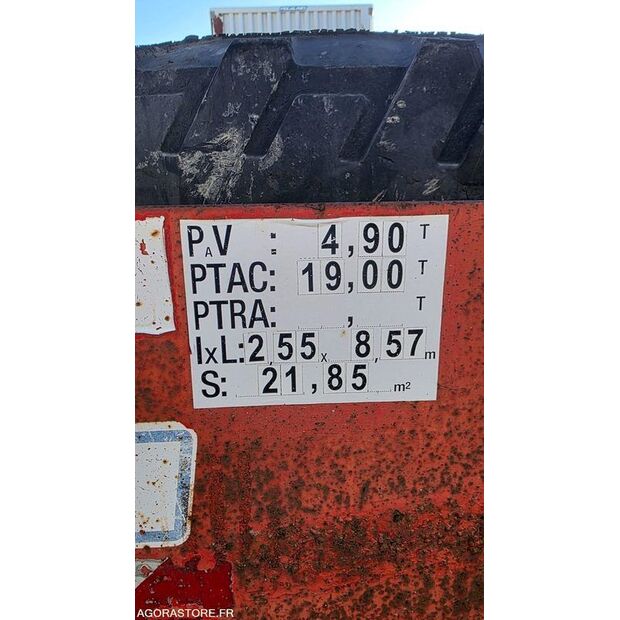 PAV : 4,90 T
PTAC: 19,00 T
PTRA: , T
IxL: 2,55 x 8,57 m
S: 21,85 m²
AGORASTORE.FR